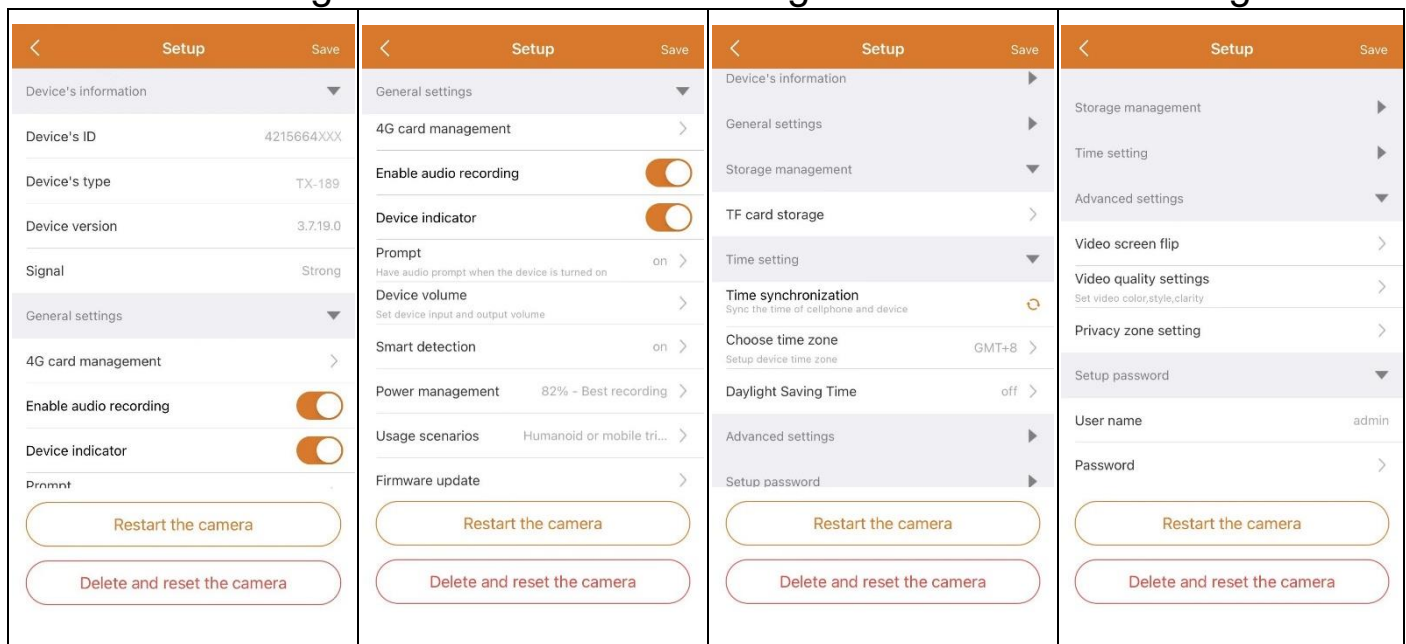 Setup
Save
Device's information
Device's ID
4215664XXX
Device's type
TX-189
Device version
3.7.19.0
Signal
Strong
General settings
4G card management
Enable audio recording
Device indicator
Prompt
Restart the camera
Delete and reset the camera
Setup
Save
General settings
4G card management
Enable audio recording
Device indicator
Prompt
on
Have audio prompt when the device is turned on
Device volume
Set device input and output volume
Smart detection
on
Power management
82% - Best recording
Usage scenarios
Humanoid or mobile tri...
Firmware update
Restart the camera
Delete and reset the camera
Setup
Save
Device's information
General settings
Storage management
TF card storage
Time setting
Time synchronization
Sync the time of cellphone and device
Choose time zone
GMT+8
Setup device time zone
Daylight Saving Time
off
Advanced settings
Setup password
Restart the camera
Delete and reset the camera
Setup
Save
Storage management
Time setting
Advanced settings
Video screen flip
Video quality settings
Set video color,style,clarity
Privacy zone setting
Setup password
User name
admin
Password
Restart the camera
Delete and reset the camera